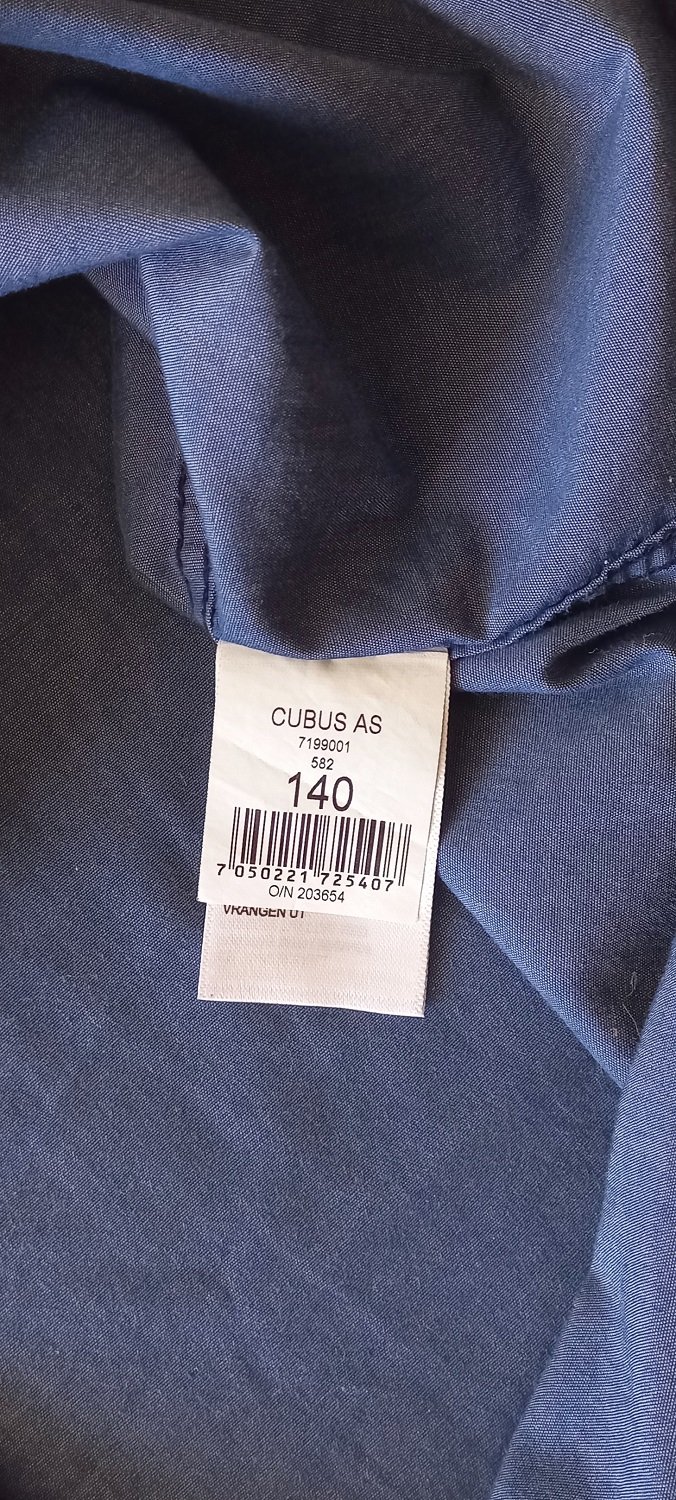 CUBUS AS
7199001
582
140
7 050221 725407
O/N 203654
VRANGEN UT